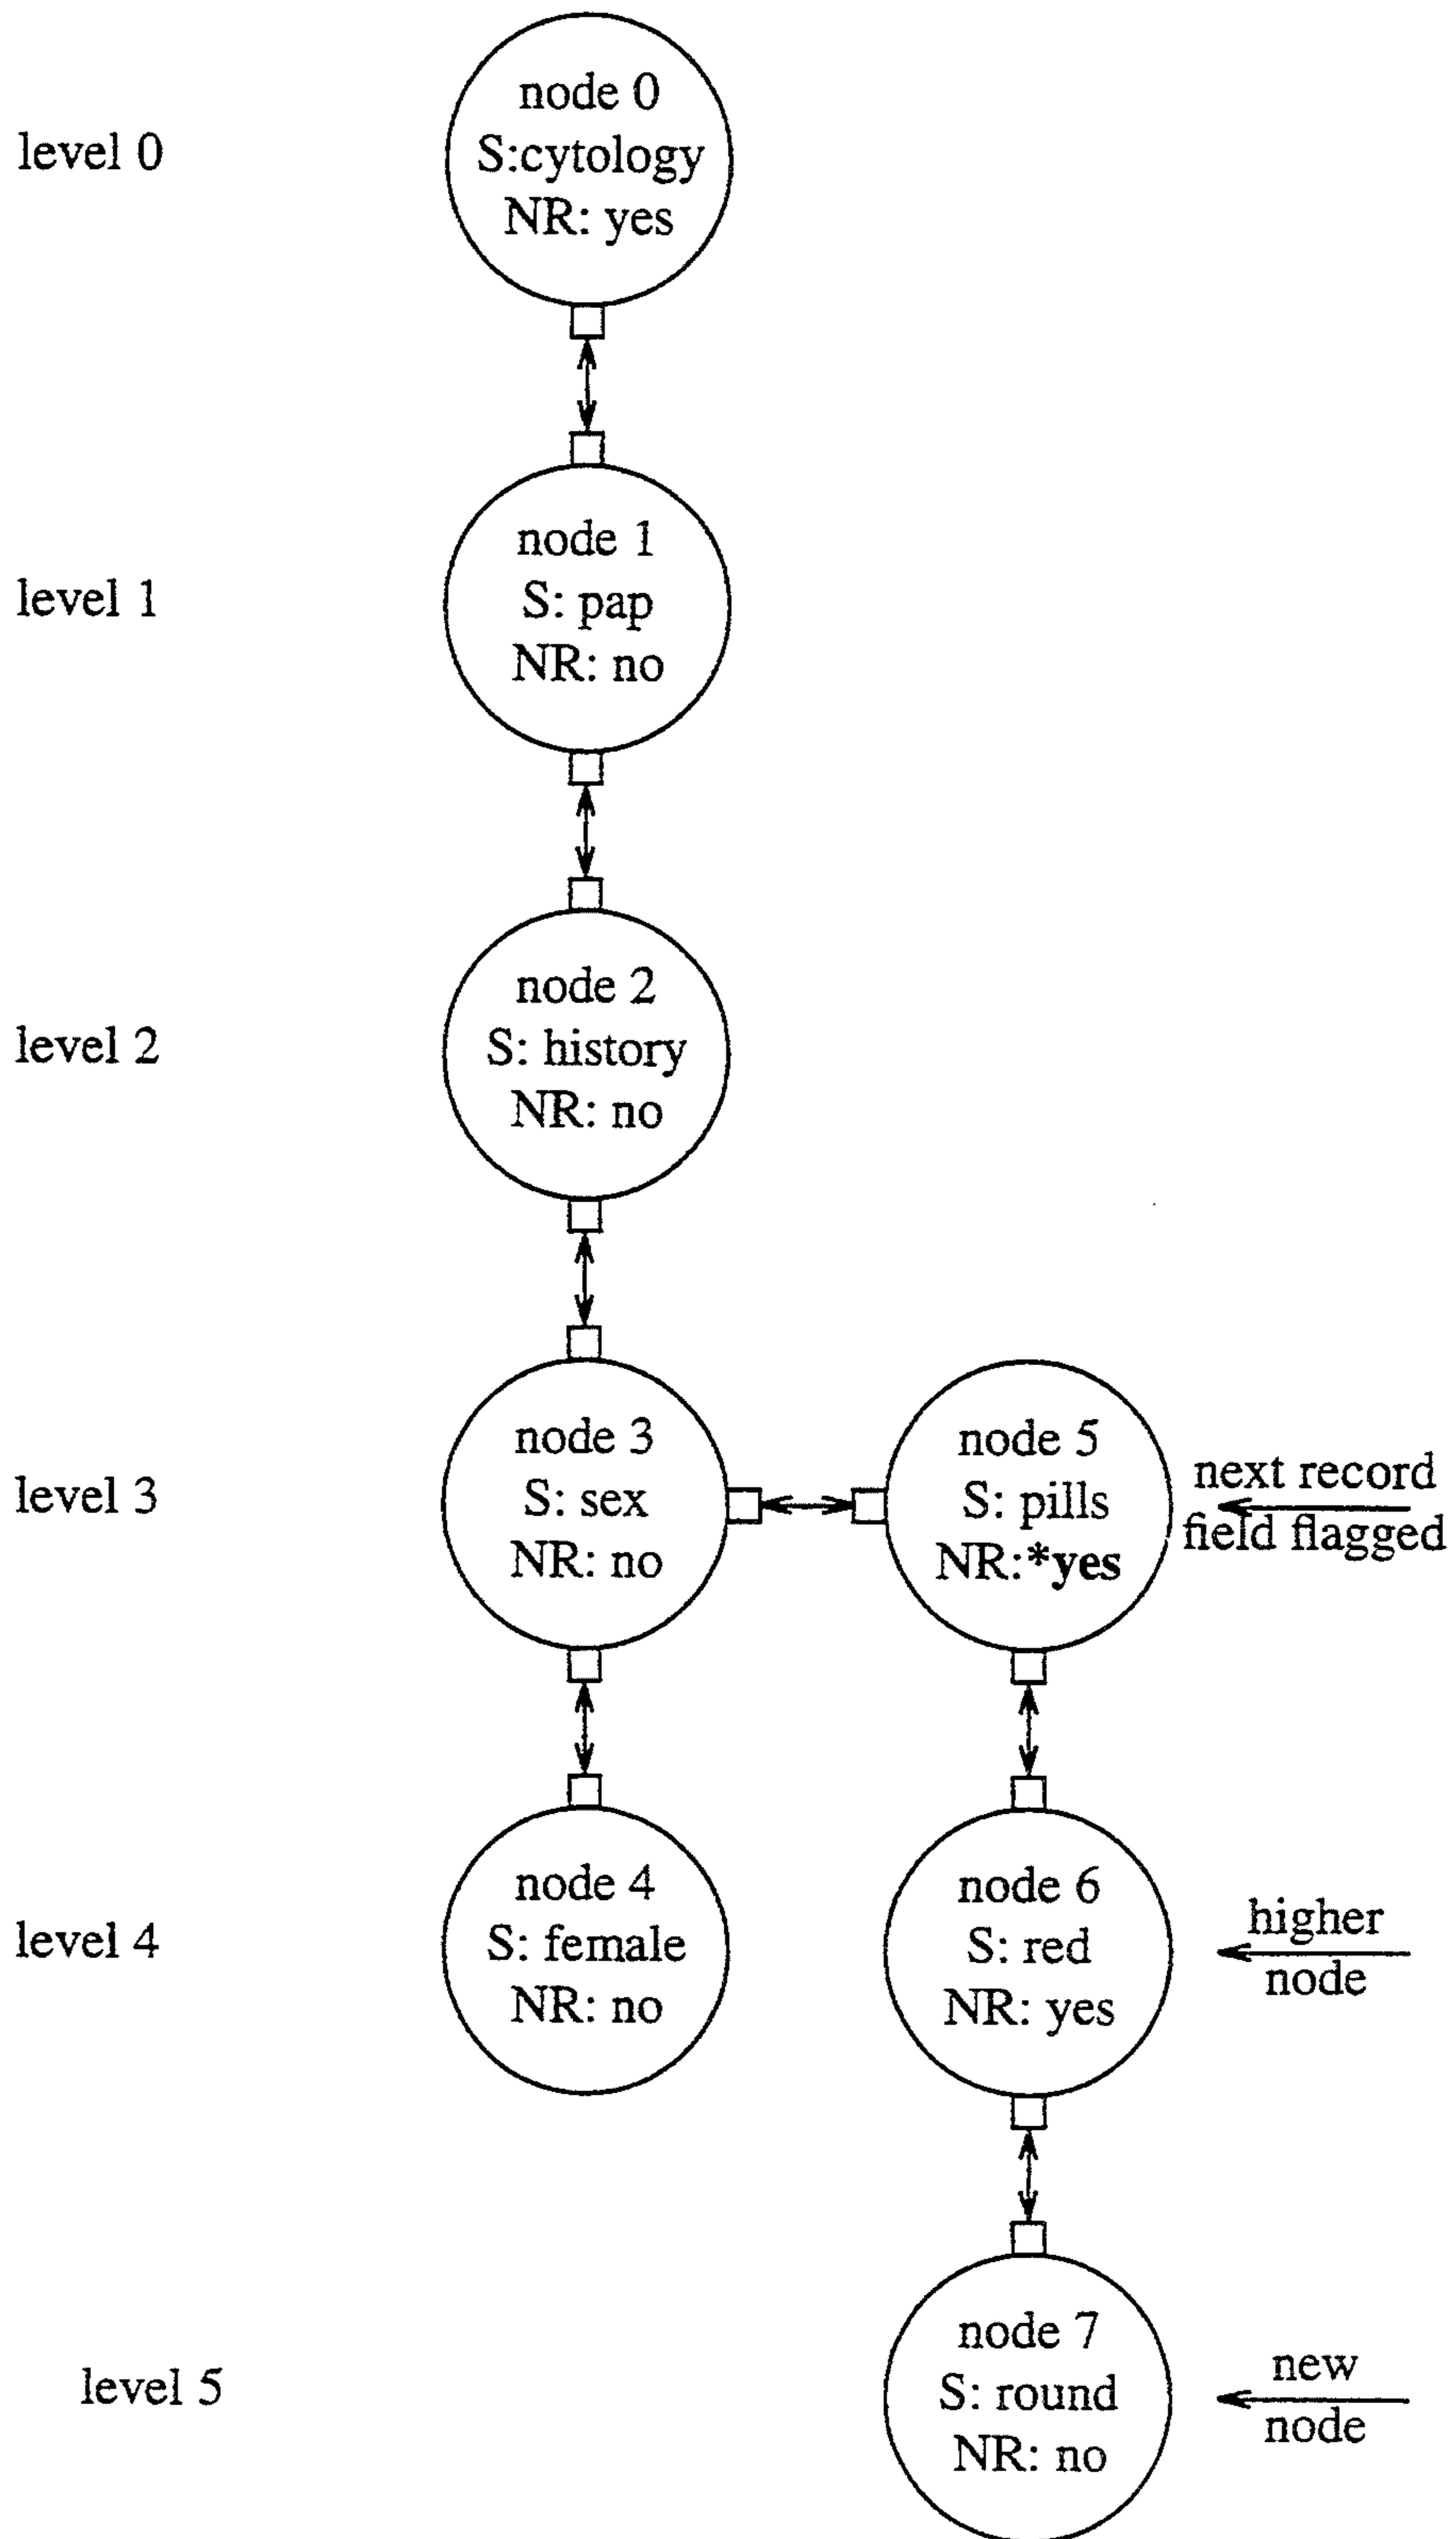 level 0
node 0
S:cytology
NR: yes
level 1
node 1
S: pap
NR: no
level 2
node 2
S: history
NR: no
level 3
node 3
S: sex
NR: no
node 5
S: pills
NR:*yes
next record
field flagged
level 4
node 4
S: female
NR: no
node 6
S: red
NR: yes
higher
node
level 5
node 7
S: round
NR: no
new
node